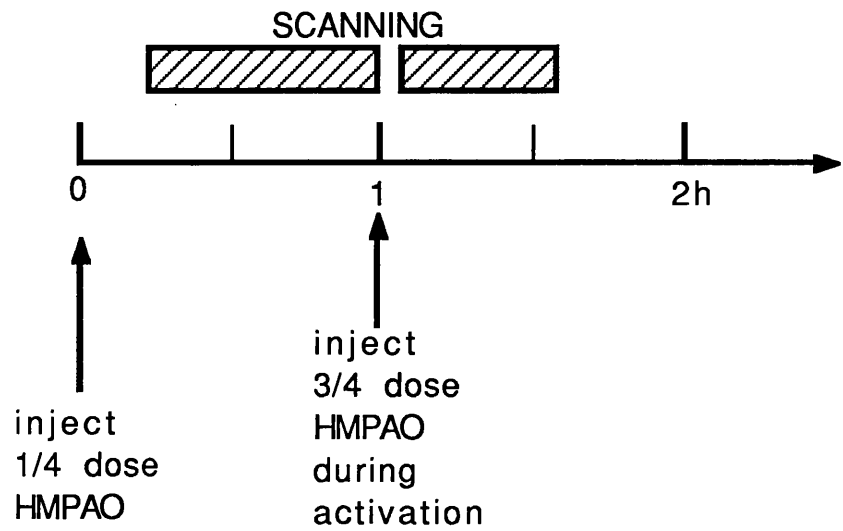 SCANNING
0
1
2h
inject
1/4 dose
HMPAO
inject
3/4 dose
HMPAO
during
activation